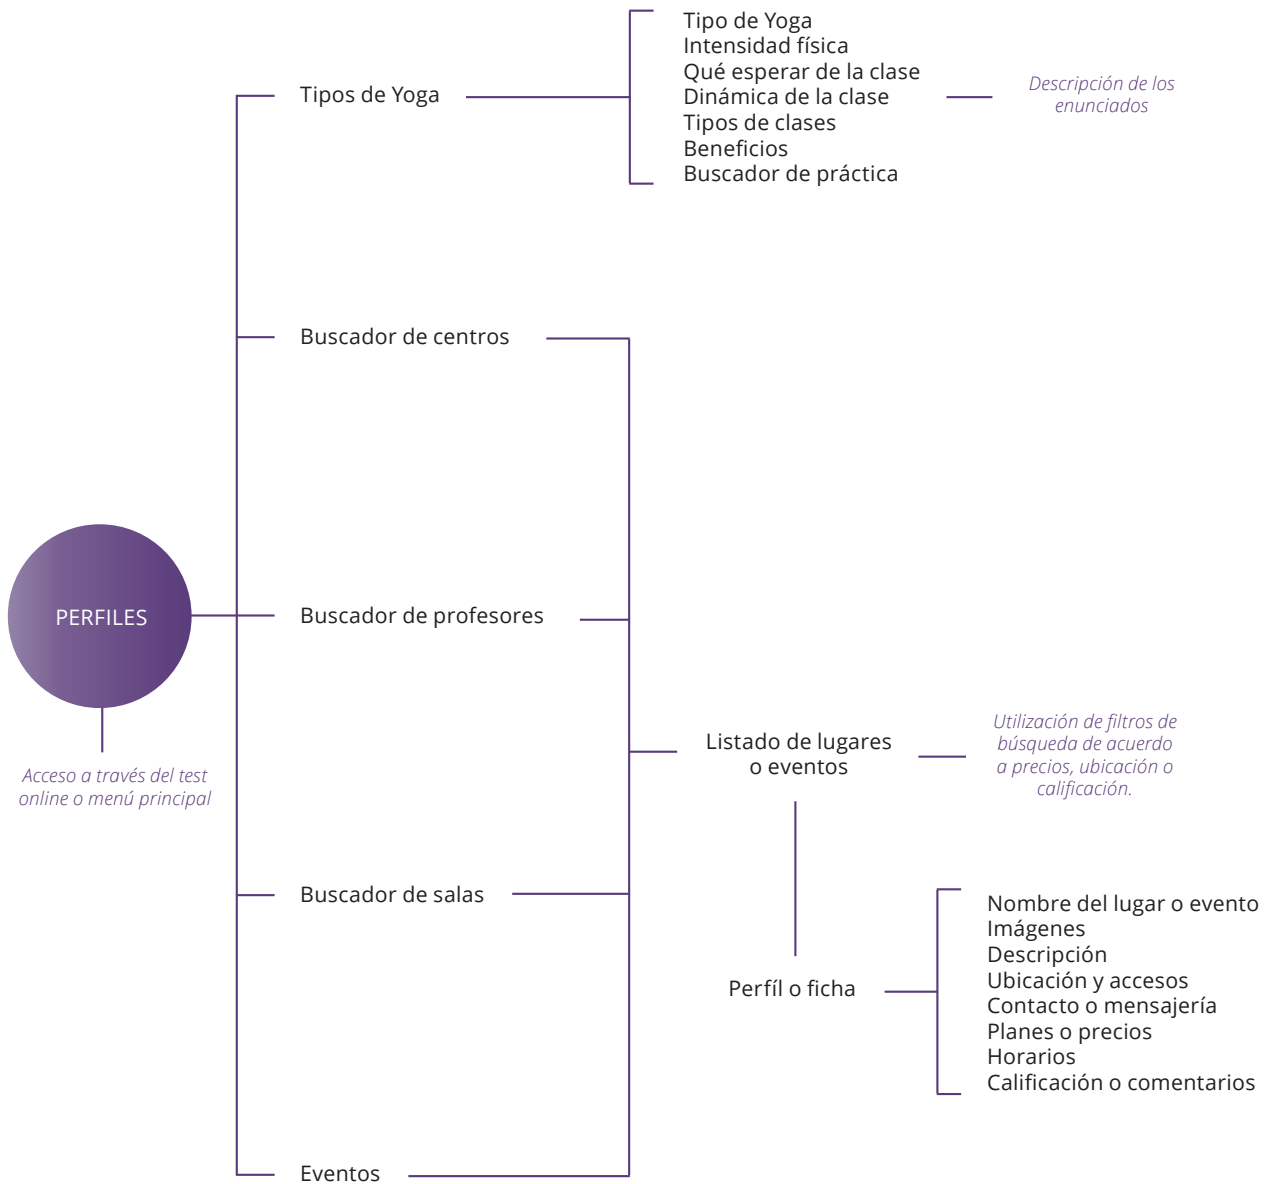 Tipo de Yoga
Intensidad física
Qué esperar de la clase
Dinámica de la clase
Tipos de clases
Beneficios
Buscador de práctica
Tipos de Yoga
Descripción de los
enunciados
Buscador de centros
PERFILES
Buscador de profesores
Acceso a través del test
online o menú principal
Listado de lugares
o eventos
Utilización de filtros de
búsqueda de acuerdo
a precios, ubicación o
calificación.
Buscador de salas
Perfíl o ficha
Nombre del lugar o evento
Imágenes
Descripción
Ubicación y accesos
Contacto o mensajería
Planes o precios
Horarios
Calificación o comentarios
Eventos